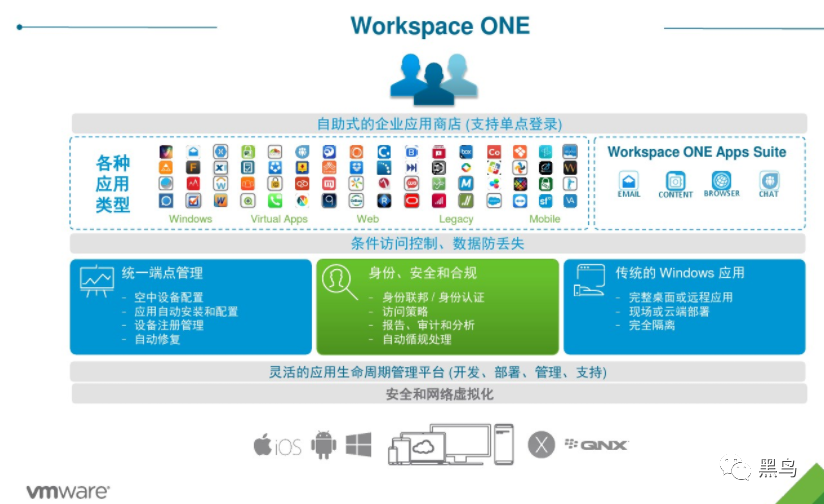 Workspace ONE
自助式的企业应用商店 (支持单点登录)
各种
应用
类型
Windows
Virtual Apps
Web
Legacy
Mobile
Workspace ONE Apps Suite
EMAIL
CONTENT
BROWSER
CHAT
条件访问控制、数据防丢失
统一端点管理
- 空中设备配置
- 应用自动安装和配置
- 设备注册管理
- 自动修复
身份、安全和合规
- 身份联邦 / 身份认证
- 访问策略
- 报告、审计和分析
- 自动循规处理
传统的 Windows 应用
- 完整桌面或远程应用
- 现场或云端部署
- 完全隔离
灵活的应用生命周期管理平台 (开发、部署、管理、支持)
安全和网络虚拟化
iOS
X
QNX
黑鸟
vmware